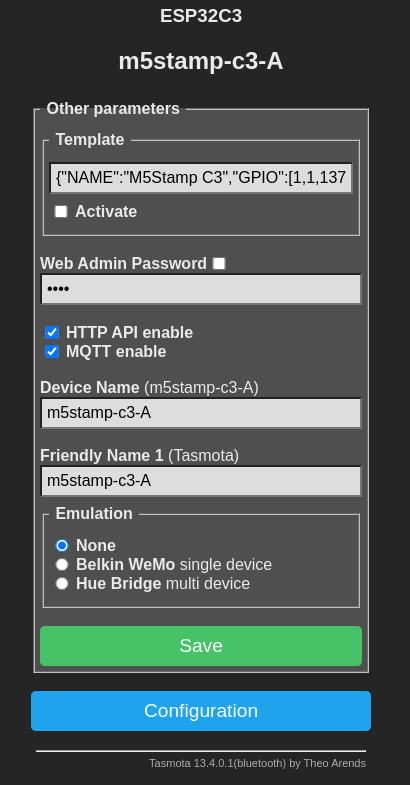 ESP32C3
m5stamp-c3-A
Other parameters
Template
{"NAME":"M5Stamp C3","GPIO":[1,1,137
Activate
Web Admin Password
••••
HTTP API enable
MQTT enable
Device Name (m5stamp-c3-A)
m5stamp-c3-A
Friendly Name 1 (Tasmota)
m5stamp-c3-A
Emulation
None
Belkin WeMo single device
Hue Bridge multi device
Save
Configuration
Tasmota 13.4.0.1(bluetooth) by Theo Arends